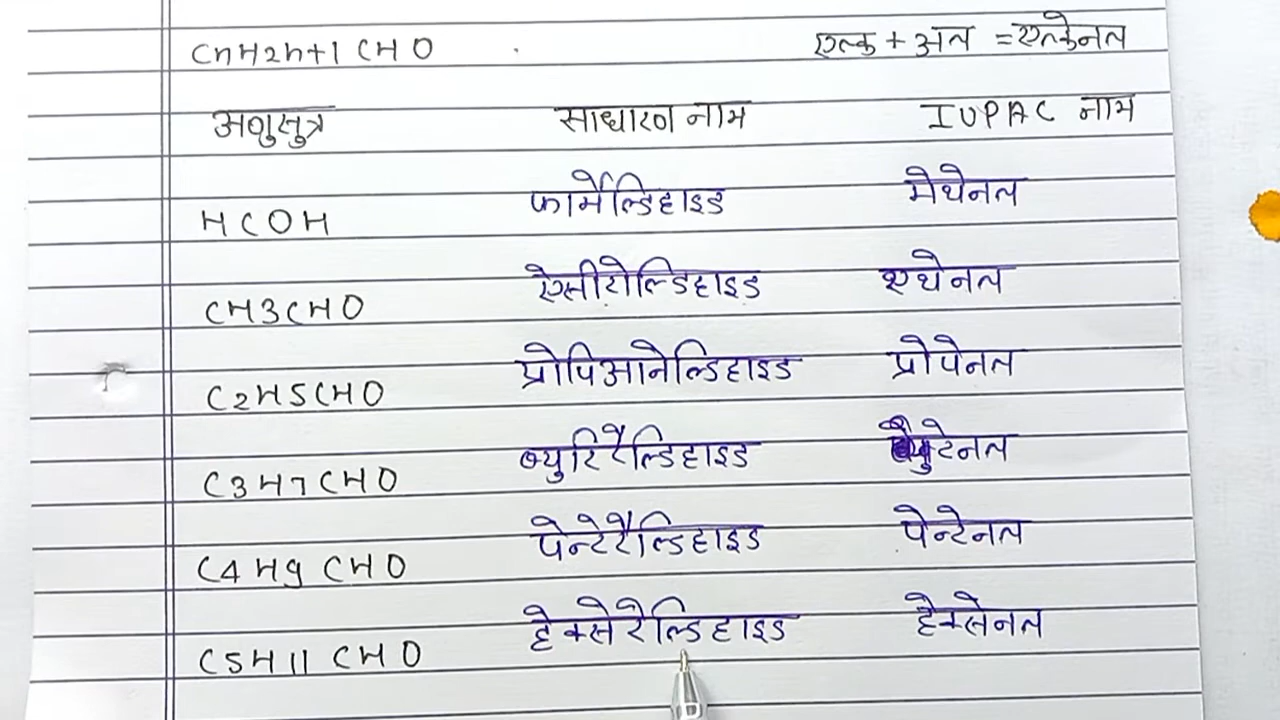 CnH2n+1 CHO एल्क + अल = एल्केनल
अणुसुत्र साधारण नाम IUPAC नाम
HCOH फार्मेल्डिहाइड मेथेनल
CH3CHO ऐसीटोल्डिहाइड एथेनल
C2H5CHO प्रोपिआनेल्डिहाइड प्रोपेनल
C3H7CHO ब्युटिरैल्डिहाइड ब्युटेनल
C4H9CHO पेन्टेरैल्डिहाइड पेन्टेनल
C5H11CHO हेक्सेरेल्डिहाइड हेक्सेनल